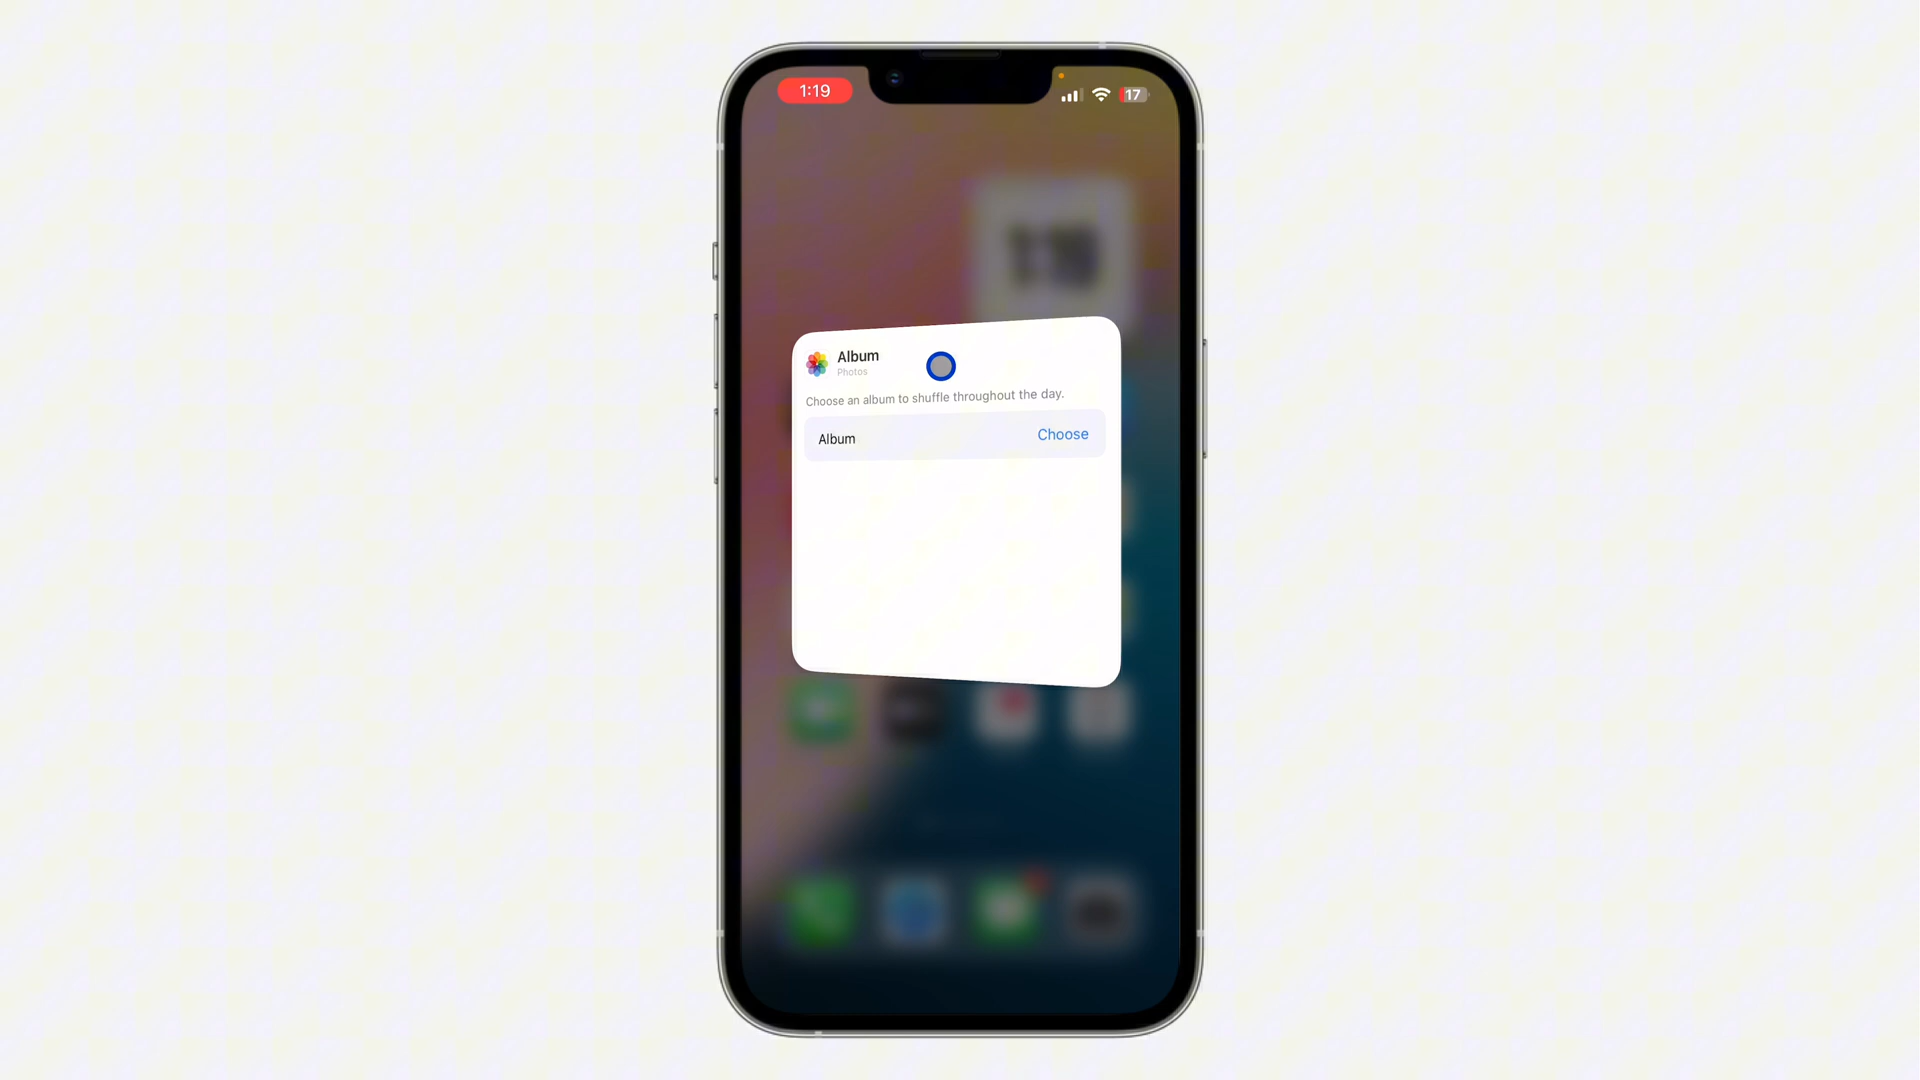 1:19
17
Album
Photos
Choose an album to shuffle throughout the day.
Album Choose